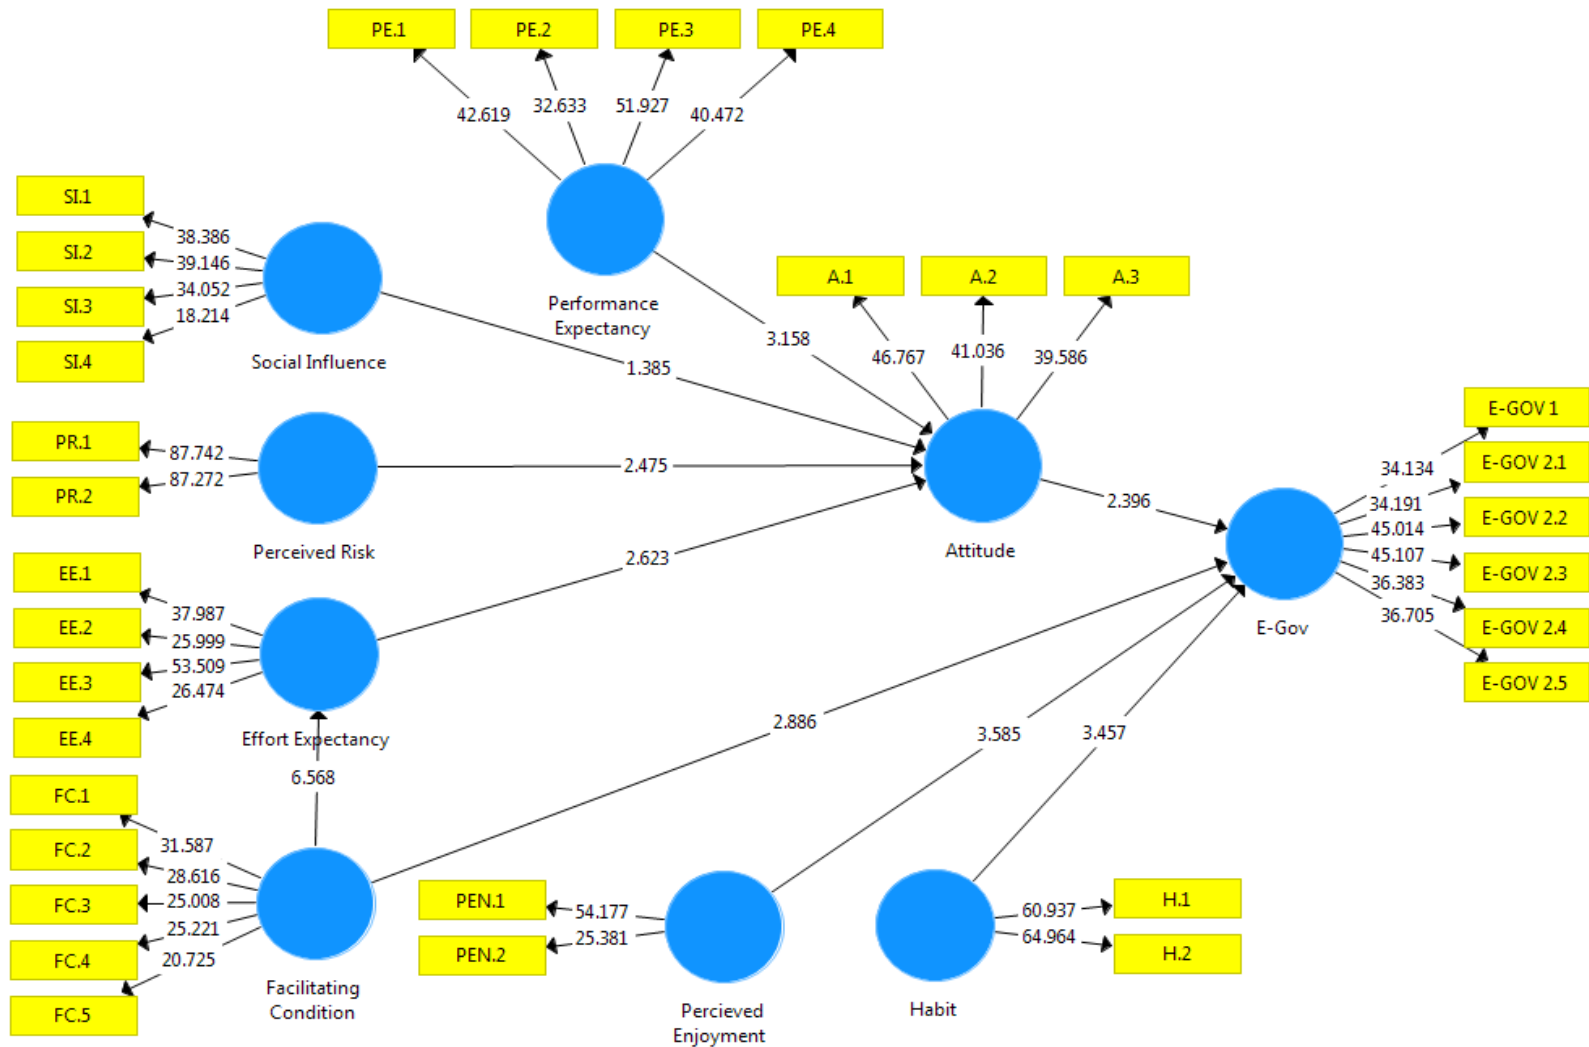 PE.1
PE.2
PE.3
PE.4
42.619
32.633
51.927
40.472
Performance
Expectancy
SI.1
SI.2
SI.3
SI.4
38.386
39.146
34.052
18.214
Social Influence
A.1
A.2
A.3
46.767
41.036
39.586
3.158
1.385
PR.1
PR.2
87.742
87.272
Perceived Risk
2.475
Attitude
2.396
E-GOV 1
E-GOV 2.1
E-GOV 2.2
E-GOV 2.3
E-GOV 2.4
E-GOV 2.5
34.134
34.191
45.014
45.107
36.383
36.705
E-Gov
EE.1
EE.2
EE.3
EE.4
37.987
25.999
53.509
26.474
Effort Expectancy
2.623
6.568
2.886
3.585
3.457
FC.1
FC.2
FC.3
FC.4
FC.5
31.587
28.616
25.008
25.221
20.725
Facilitating
Condition
PEN.1
PEN.2
54.177
25.381
Percieved
Enjoyment
Habit
60.937
64.964
H.1
H.2